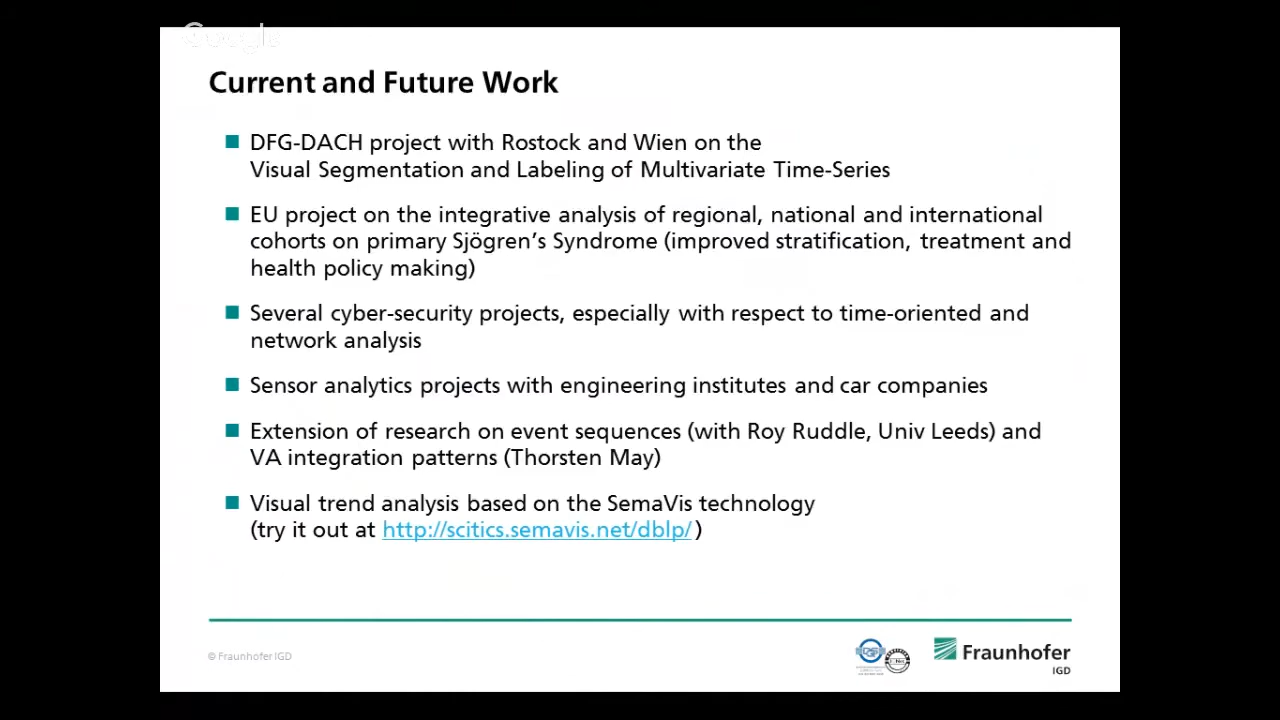 Google
Current and Future Work
DFG-DACH project with Rostock and Wien on the
Visual Segmentation and Labeling of Multivariate Time-Series
EU project on the integrative analysis of regional, national and international
cohorts on primary Sjögren's Syndrome (improved stratification, treatment and
health policy making)
Several cyber-security projects, especially with respect to time-oriented and
network analysis
Sensor analytics projects with engineering institutes and car companies
Extension of research on event sequences (with Roy Ruddle, Univ Leeds) and
VA integration patterns (Thorsten May)
Visual trend analysis based on the SemaVis technology
(try it out at http://scitics.semavis.net/dblp/ )
© Fraunhofer IGD
Fraunhofer
IGD